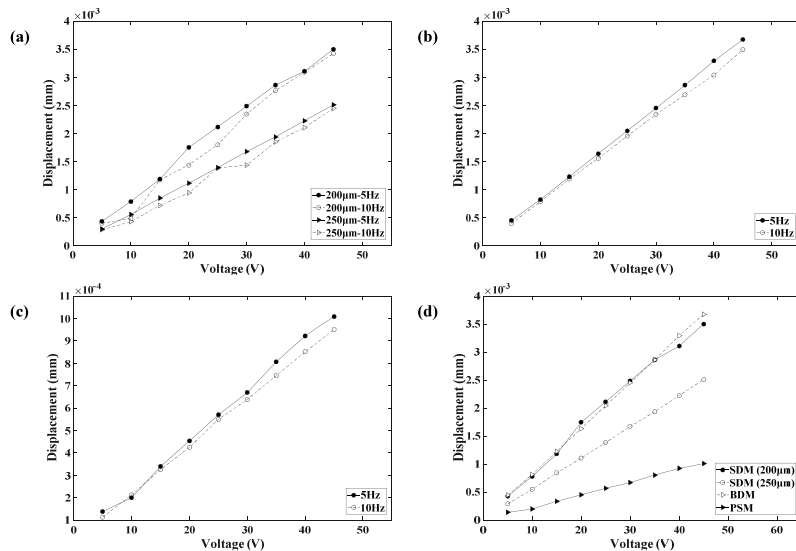 (a)
×10⁻³
4
3.5
3
2.5
2
1.5
1
0.5
0
Displacement (mm)
0 10 20 30 40 50
Voltage (V)
200μm-5Hz
200μm-10Hz
250μm-5Hz
250μm-10Hz
(b)
×10⁻³
4
3.5
3
2.5
2
1.5
1
0.5
0
Displacement (mm)
0 10 20 30 40 50
Voltage (V)
5Hz
10Hz
(c)
×10⁻⁴
11
10
9
8
7
6
5
4
3
2
1
Displacement (mm)
0 10 20 30 40 50
Voltage (V)
5Hz
10Hz
(d)
×10⁻³
4
3.5
3
2.5
2
1.5
1
0.5
0
Displacement (mm)
0 10 20 30 40 50 60
Voltage (V)
SDM (200μm)
SDM (250μm)
BDM
PSM